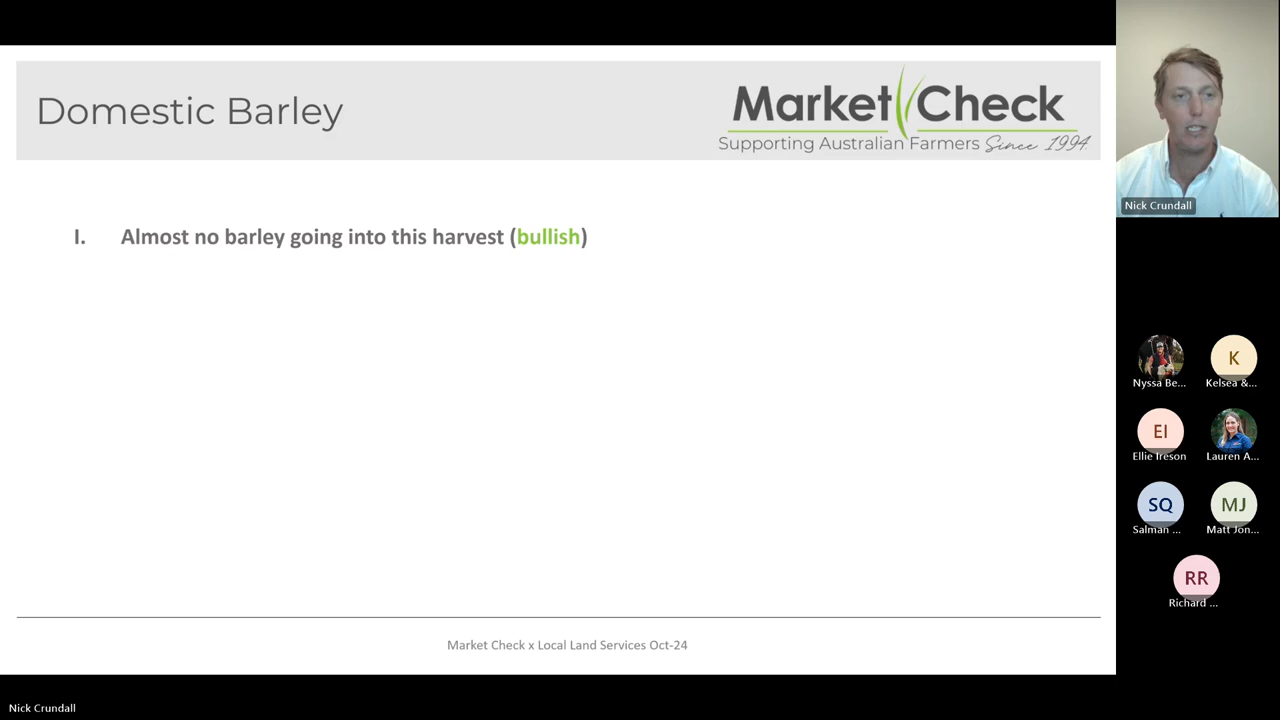 Domestic Barley
Market Check
Supporting Australian Farmers Since 1994
I. Almost no barley going into this harvest (bullish)
Market Check x Local Land Services Oct-24
Nick Crundall
Nyssa Be...
K
Kelsea &...
EI
Ellie Ireson
Lauren A...
SQ
Salman ...
MJ
Matt Jon...
RR
Richard ...
Nick Crundall